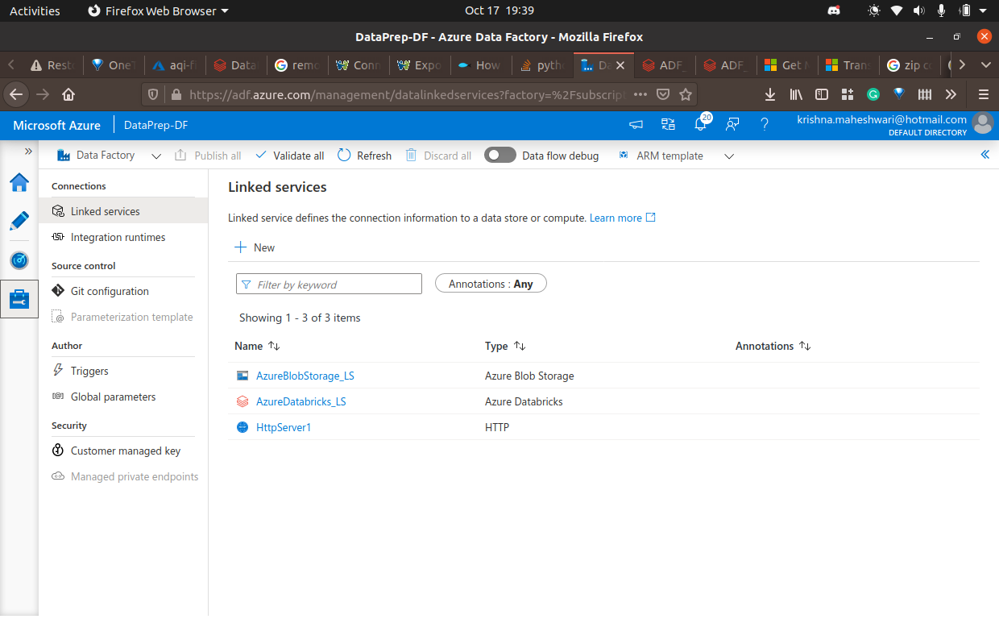 Activities Firefox Web Browser Oct 17 19:39
DataPrep-DF - Azure Data Factory - Mozilla Firefox
Rest One aqi-f Data remo Conn Expo How pyth Da ADF_ ADF_ Get Tran zip co
https://adf.azure.com/management/datalinkedservices?factory=%2Fsubscript
Microsoft Azure DataPrep-DF 20 krishna.maheshwari@hotmail.com
DEFAULT DIRECTORY
Data Factory Publish all Validate all Refresh Discard all Data flow debug ARM template
Connections
Linked services
Integration runtimes
Source control
Git configuration
Parameterization template
Author
Triggers
Global parameters
Security
Customer managed key
Managed private endpoints
Linked services
Linked service defines the connection information to a data store or compute. Learn more
New
Filter by keyword Annotations : Any
Showing 1 - 3 of 3 items
Name Type Annotations
AzureBlobStorage_LS Azure Blob Storage
AzureDatabricks_LS Azure Databricks
HttpServer1 HTTP